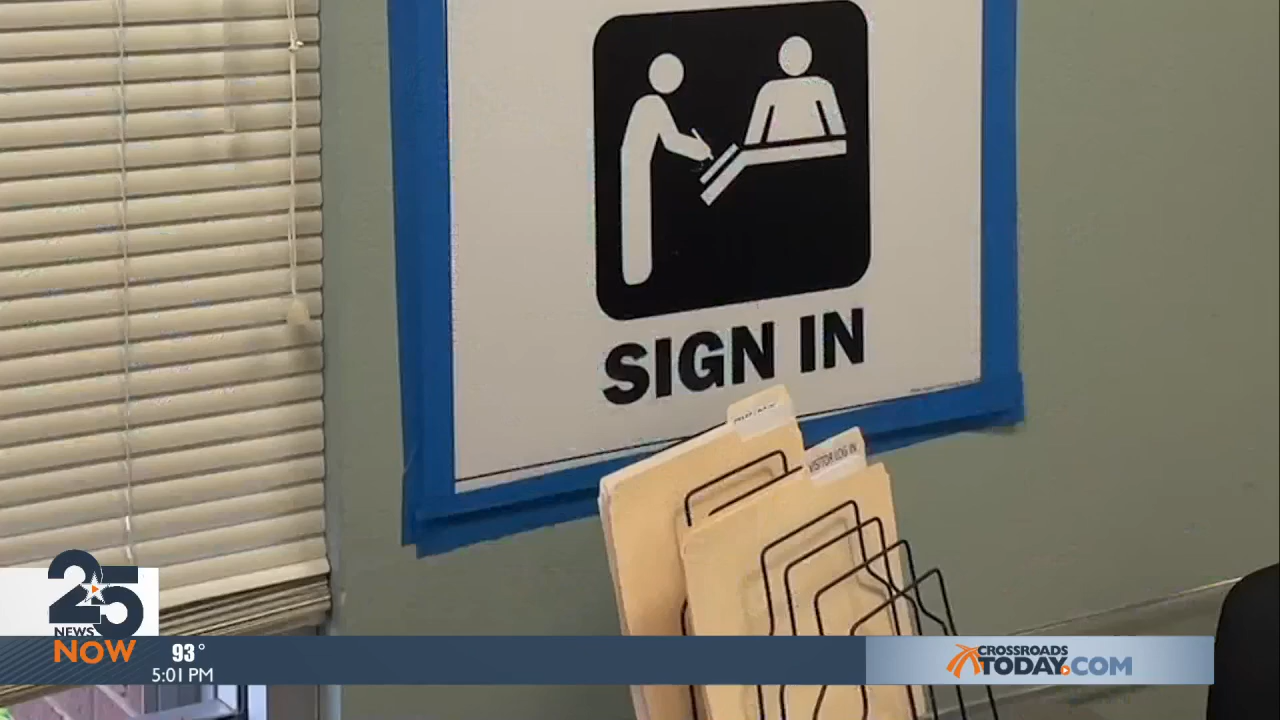 SIGN IN
VISITOR LOG IN
25
NEWS
NOW
93°
5:01 PM
CROSSROADS
TODAY.COM